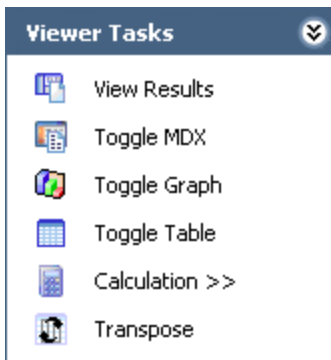 Viewer Tasks
View Results
Toggle MDX
Toggle Graph
Toggle Table
Calculation >>
Transpose